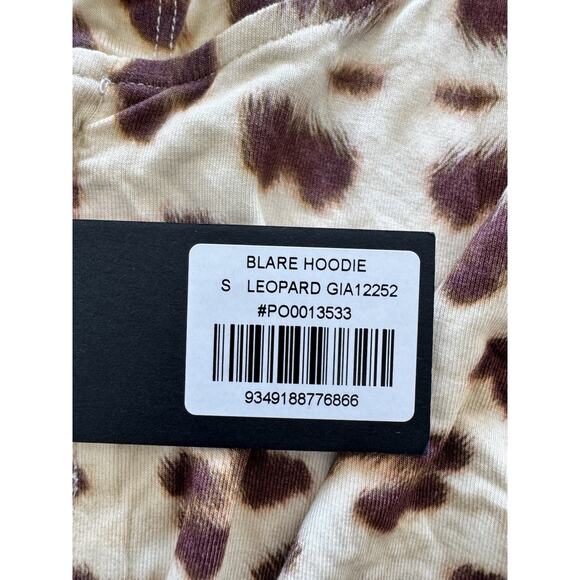 BLARE HOODIE
S LEOPARD GIA12252
#PO0013533
9349188776866